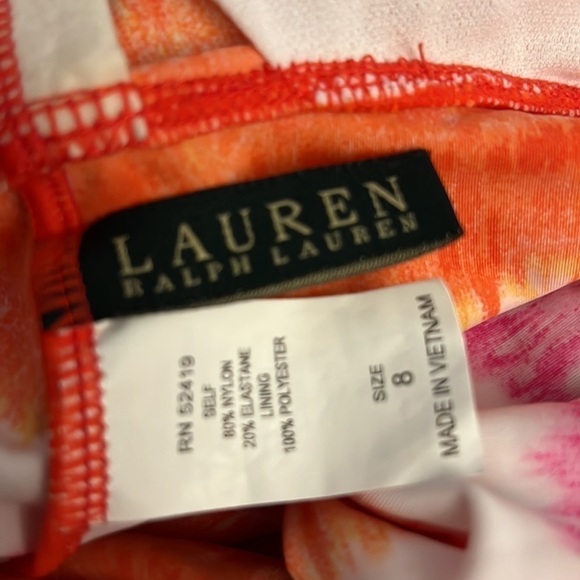 LAUREN
RALPH LAUREN
RN 52419
SELF
80% NYLON
20% ELASTANE
LINING
100% POLYESTER
SIZE
8
MADE IN VIETNAM